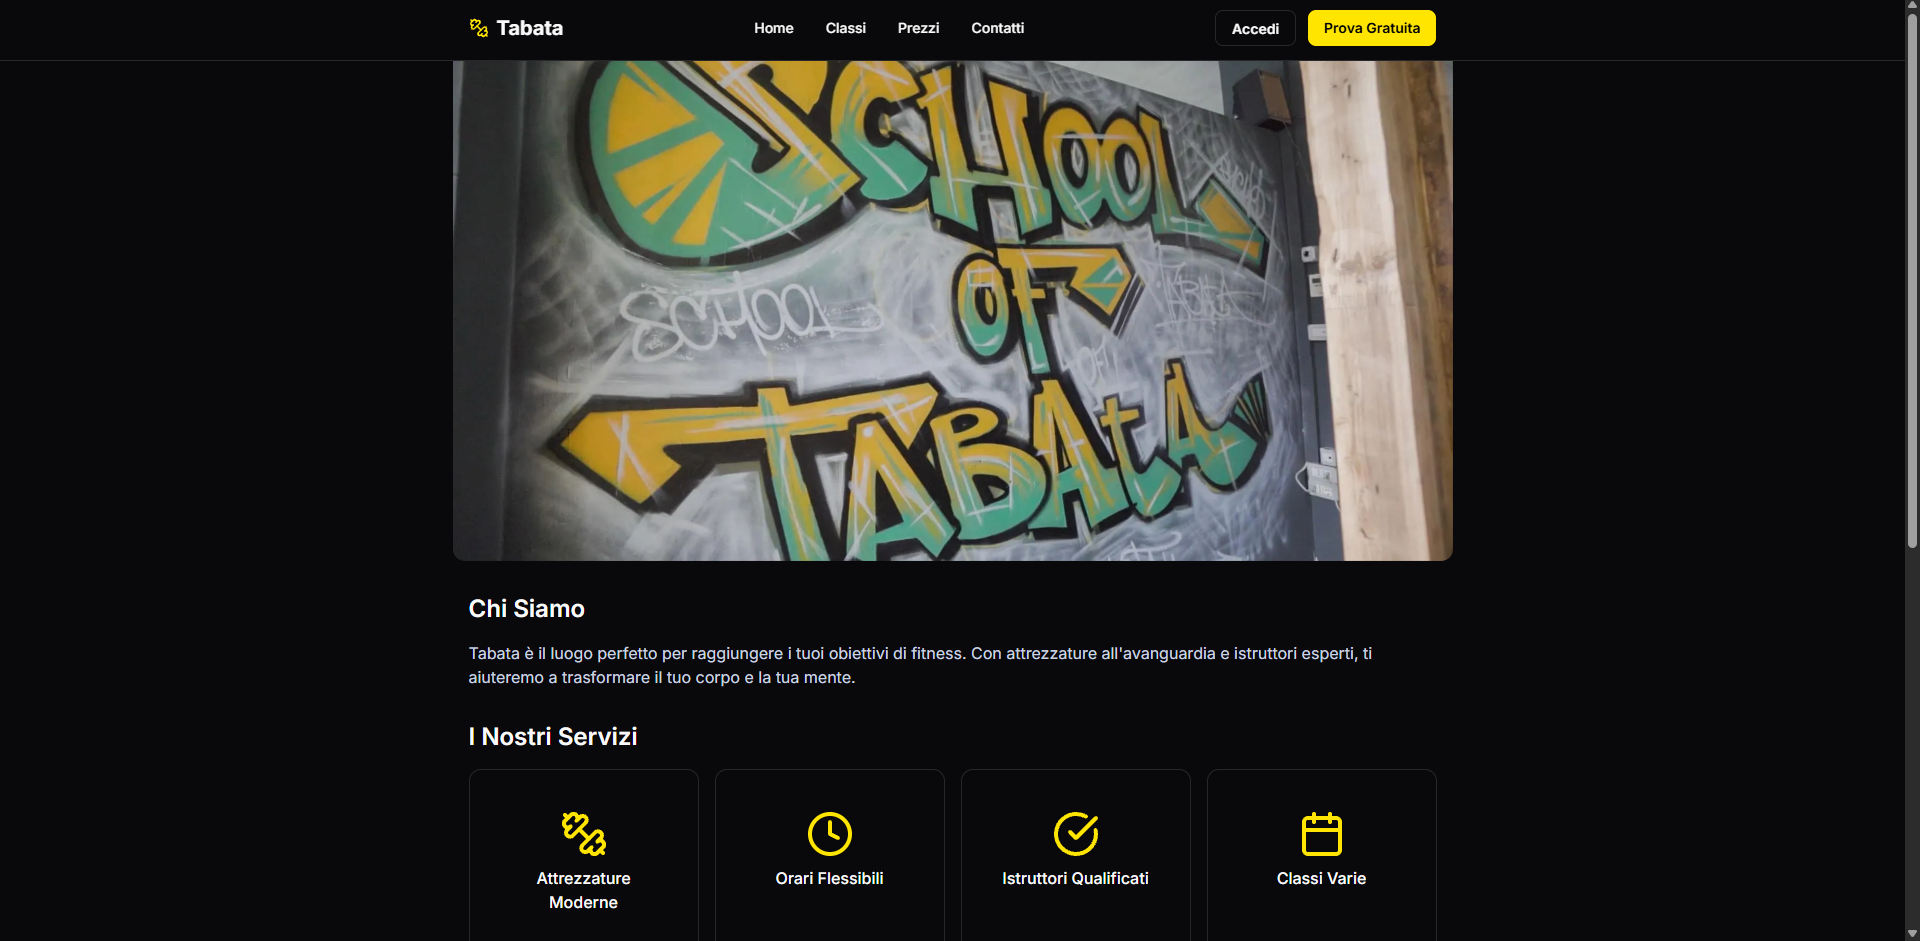 Tabata
Home
Classi
Prezzi
Contatti
Accedi
Prova Gratuita
SCHOOL
SCHOOL
OF
TABAtA
Chi Siamo
Tabata è il luogo perfetto per raggiungere i tuoi obiettivi di fitness. Con attrezzature all'avanguardia e istruttori esperti, ti
aiuteremo a trasformare il tuo corpo e la tua mente.
I Nostri Servizi
Attrezzature
Moderne
Orari Flessibili
Istruttori Qualificati
Classi Varie